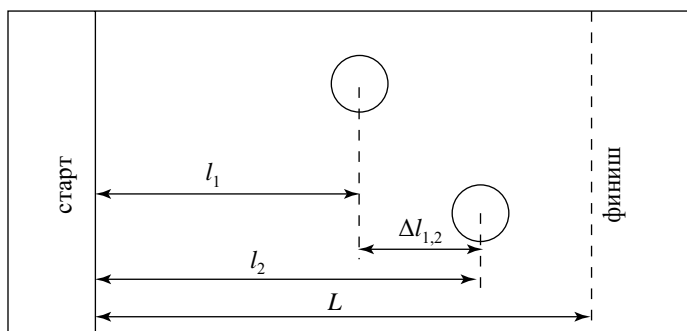 старт
l₁
l₂
Δl₁,₂
L
финиш